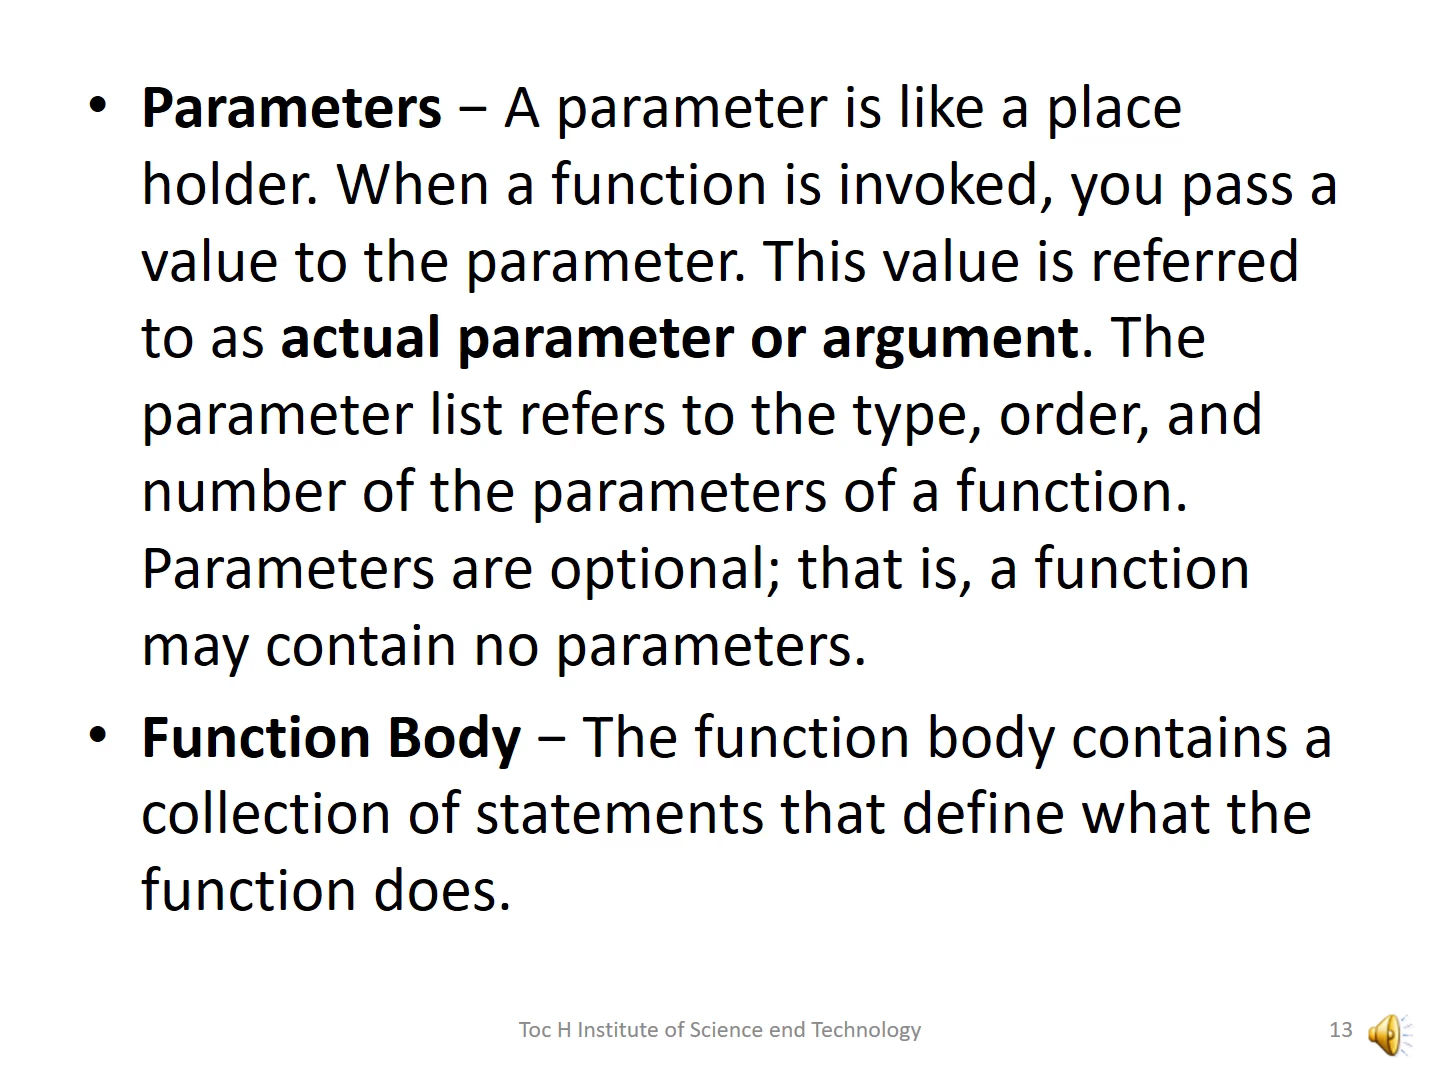 • Parameters − A parameter is like a place
holder. When a function is invoked, you pass a
value to the parameter. This value is referred
to as actual parameter or argument. The
parameter list refers to the type, order, and
number of the parameters of a function.
Parameters are optional; that is, a function
may contain no parameters.
• Function Body − The function body contains a
collection of statements that define what the
function does.
Toc H Institute of Science end Technology
13